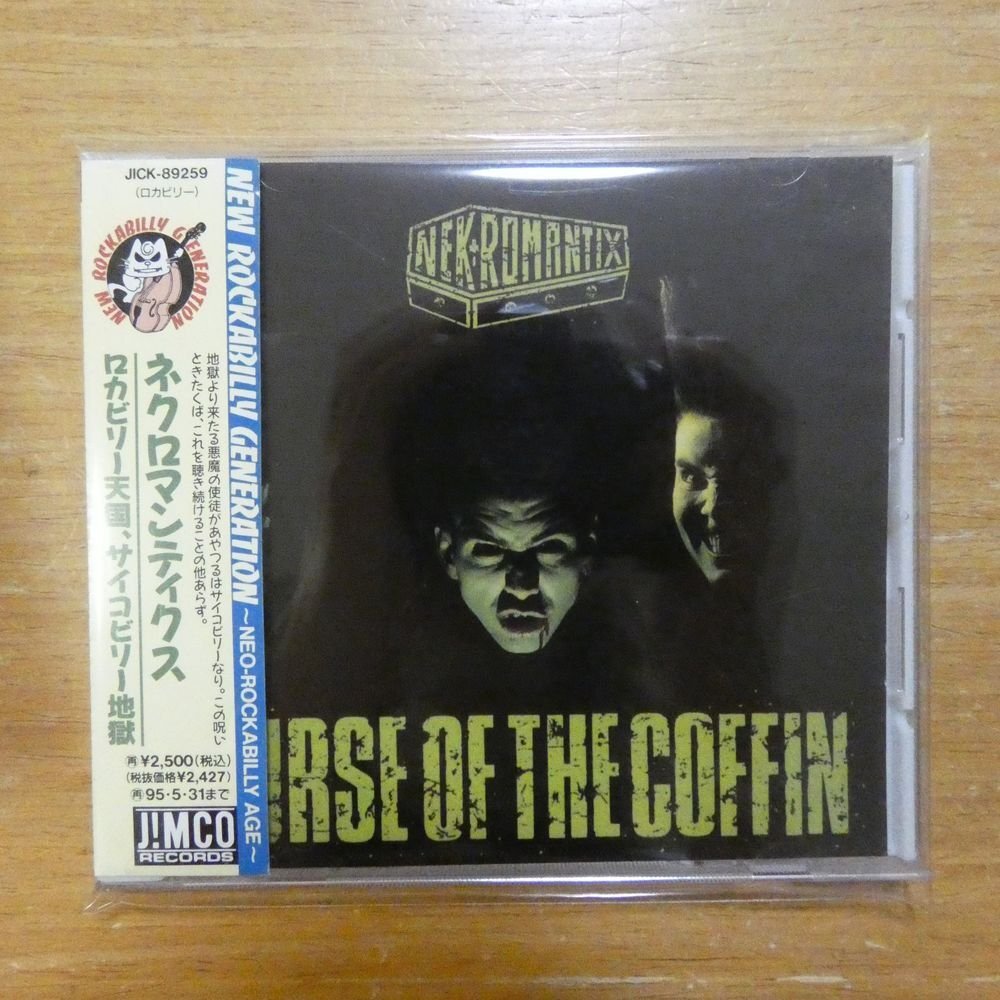 JICK-89259
(ロカビリー)
NEW ROCKABILLY GENERATION
ネクロマンティクス
ロカビリー天国、サイコビリー地獄
地獄より来たる悪魔の使徒があやつるはサイコビリーなり。この呪い
ときたくば、これを聴き続けることの他あらず。
再¥2,500(税込)
(税抜価格¥2,427)
再95・5・31まで
J!MCO
RECORDS
NEW ROCKABILLY GENERATION ~NEO-ROCKABILLY AGE~
NEK★ROMANTIX
URSE OF THE COFFIN